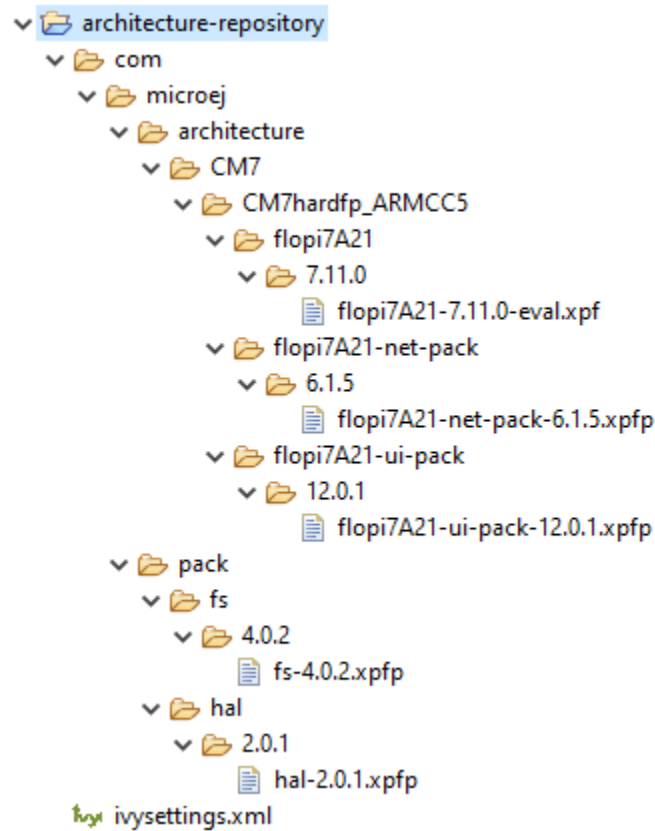 architecture-repository
com
microej
architecture
CM7
CM7hardfp_ARMCC5
flopi7A21
7.11.0
flopi7A21-7.11.0-eval.xpf
flopi7A21-net-pack
6.1.5
flopi7A21-net-pack-6.1.5.xpfp
flopi7A21-ui-pack
12.0.1
flopi7A21-ui-pack-12.0.1.xpfp
pack
fs
4.0.2
fs-4.0.2.xpfp
hal
2.0.1
hal-2.0.1.xpfp
ivy ivysettings.xml